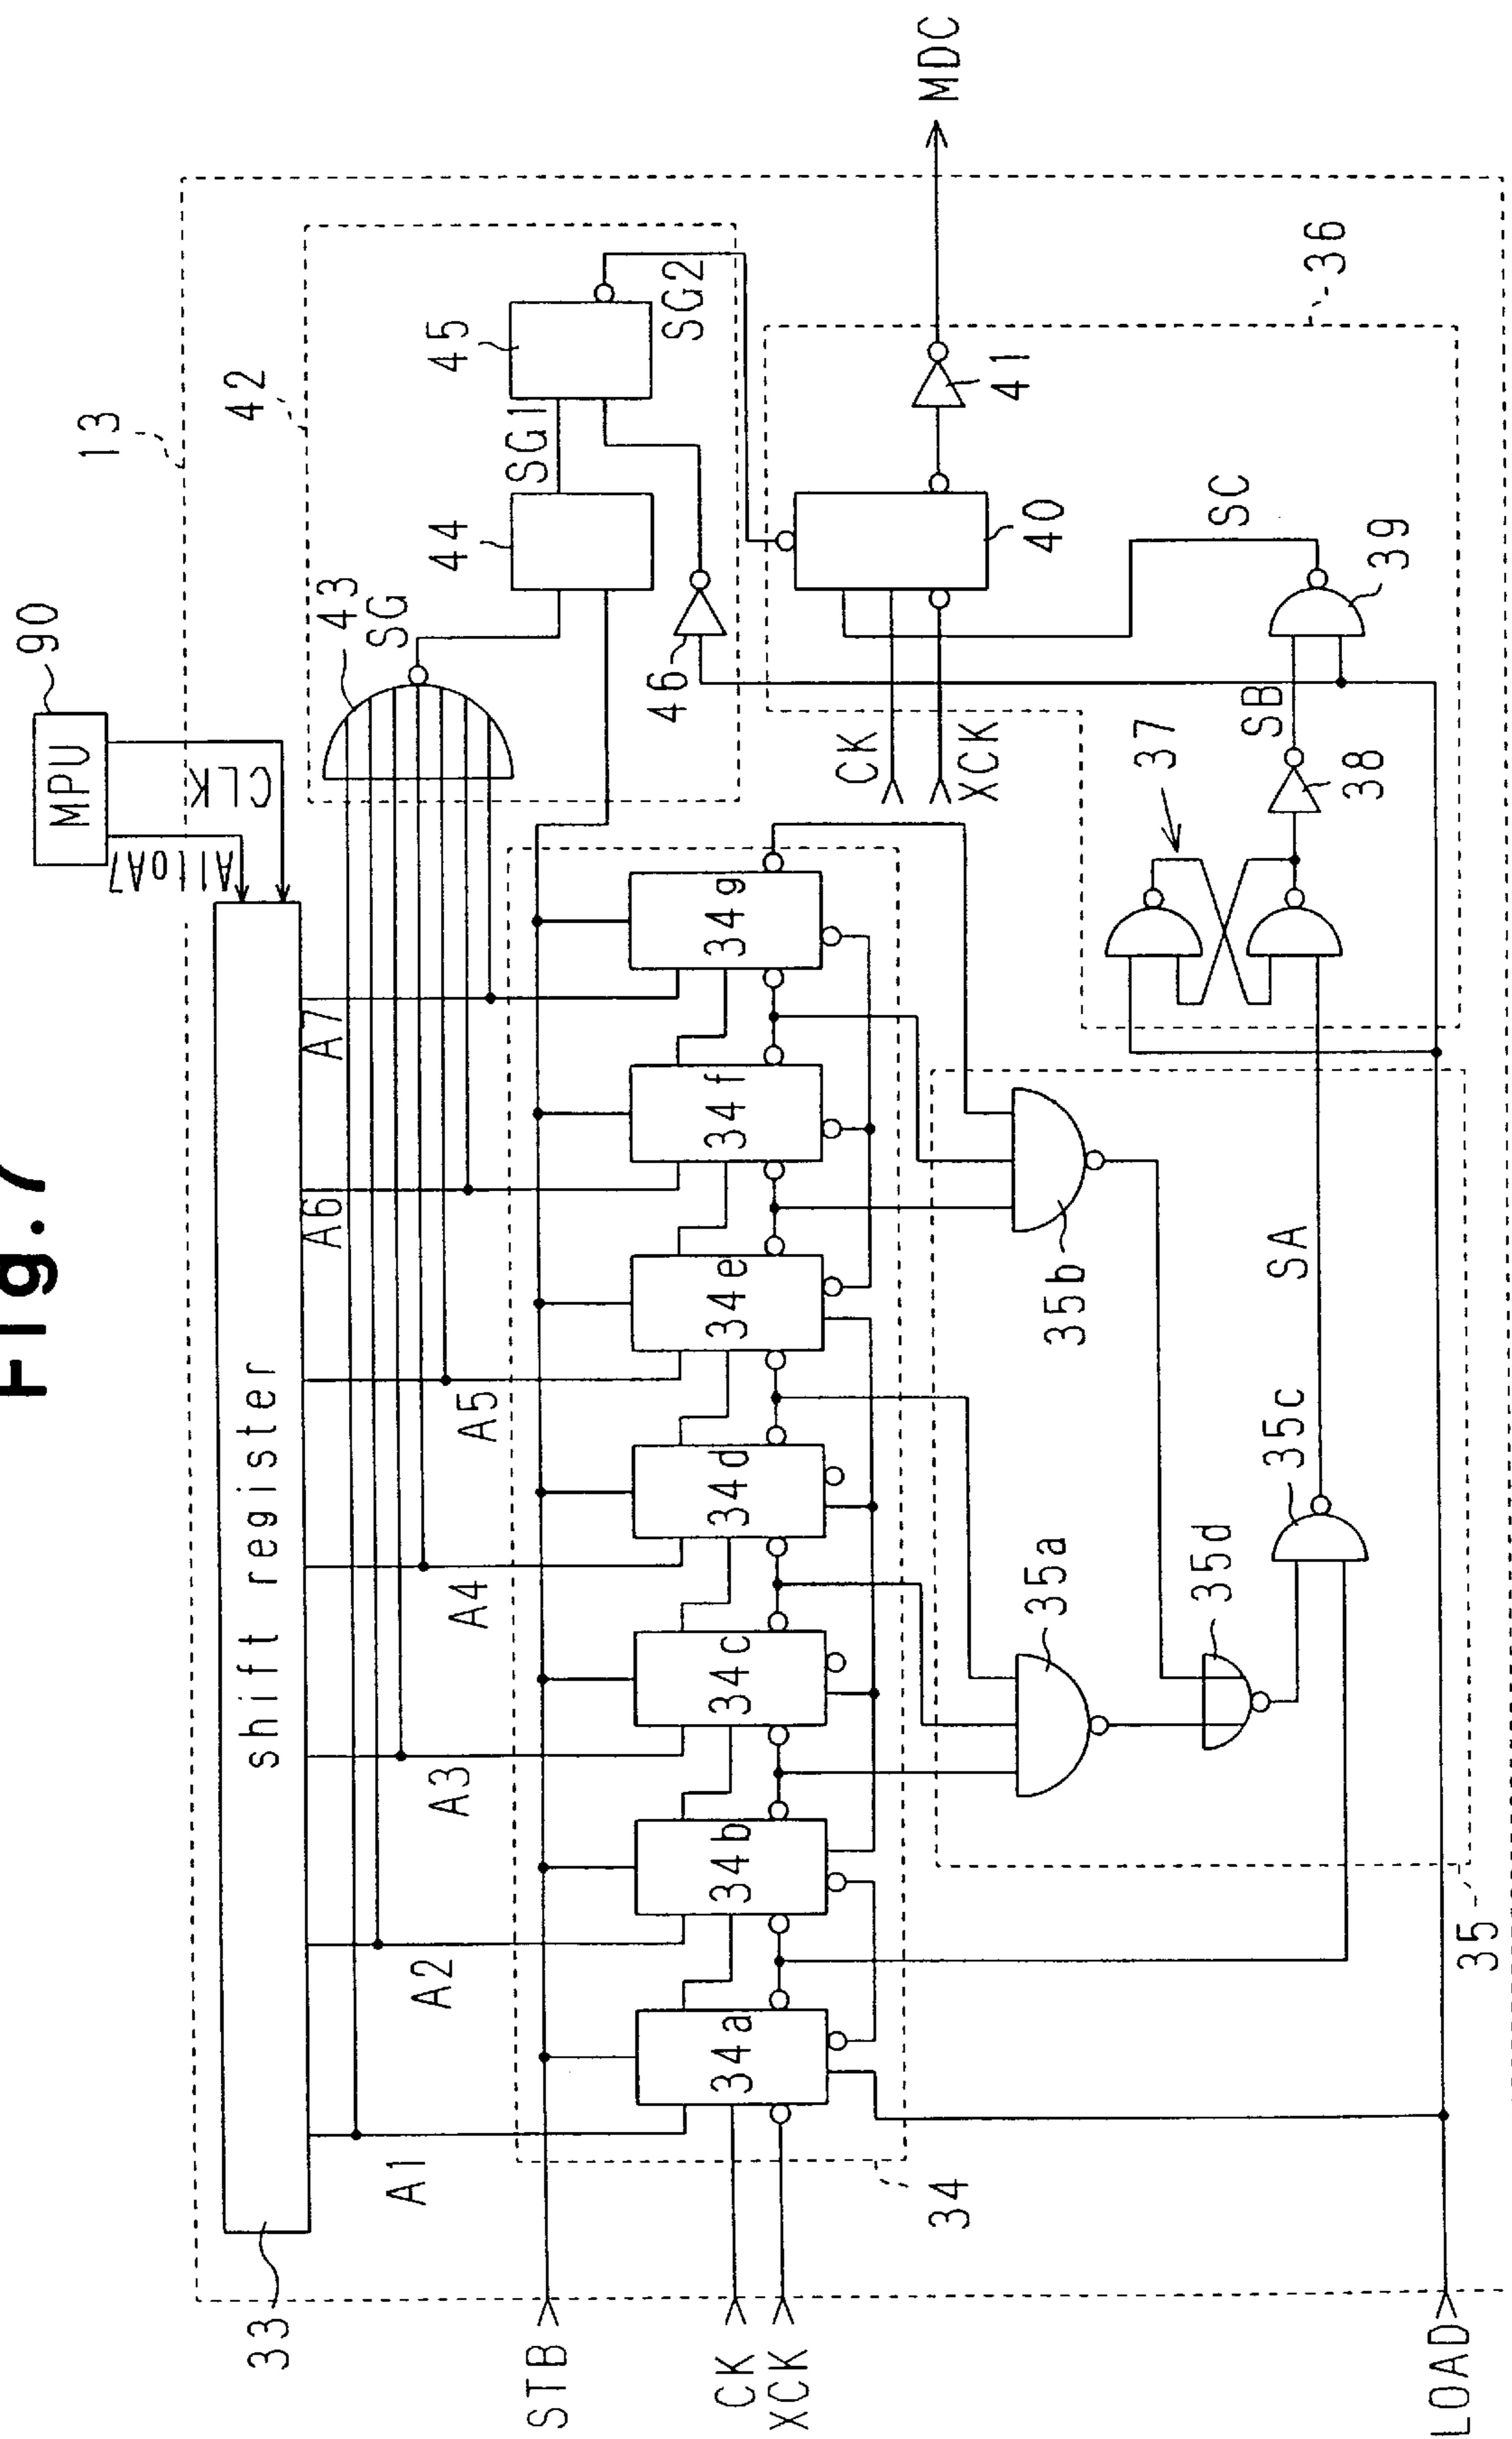 Fig.7
MPU
90
A1toA7
CLK
13
shift register
33
A1
A2
A3
A4
A5
A6
A7
42
43
SG
44
SG1
45
SG2
46
STB
CK
XCK
34a
34b
34c
34d
34e
34f
34g
34
CK
XCK
40
41
MDC
36
35a
35b
35c
35d
35
SA
37
38
SB
39
SC
LOAD